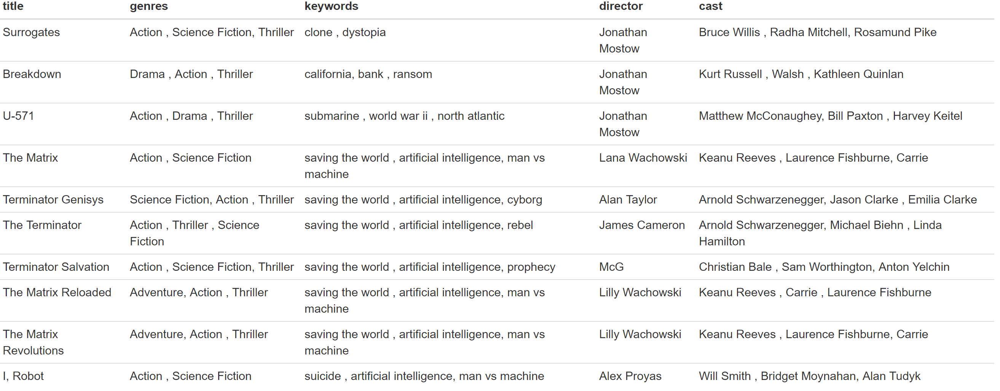 title genres keywords director cast
Surrogates Action , Science Fiction, Thriller clone , dystopia Jonathan Bruce Willis , Radha Mitchell, Rosamund Pike
Mostow
Breakdown Drama , Action , Thriller california, bank , ransom Jonathan Kurt Russell , Walsh , Kathleen Quinlan
Mostow
U-571 Action , Drama , Thriller submarine , world war ii , north atlantic Jonathan Matthew McConaughey, Bill Paxton , Harvey Keitel
Mostow
The Matrix Action , Science Fiction saving the world , artificial intelligence, man vs Lana Wachowski Keanu Reeves , Laurence Fishburne, Carrie
machine
Terminator Genisys Science Fiction, Action , Thriller saving the world , artificial intelligence, cyborg Alan Taylor Arnold Schwarzenegger, Jason Clarke , Emilia Clarke
The Terminator Action , Thriller , Science saving the world , artificial intelligence, rebel James Cameron Arnold Schwarzenegger, Michael Biehn , Linda
Fiction Hamilton
Terminator Salvation Action , Science Fiction, Thriller saving the world , artificial intelligence, prophecy McG Christian Bale , Sam Worthington, Anton Yelchin
The Matrix Reloaded Adventure, Action , Thriller saving the world , artificial intelligence, man vs Lilly Wachowski Keanu Reeves , Carrie , Laurence Fishburne
machine
The Matrix Adventure, Action , Thriller saving the world , artificial intelligence, man vs Lilly Wachowski Keanu Reeves , Laurence Fishburne, Carrie
Revolutions machine
I, Robot Action , Science Fiction suicide , artificial intelligence, man vs machine Alex Proyas Will Smith , Bridget Moynahan, Alan Tudyk